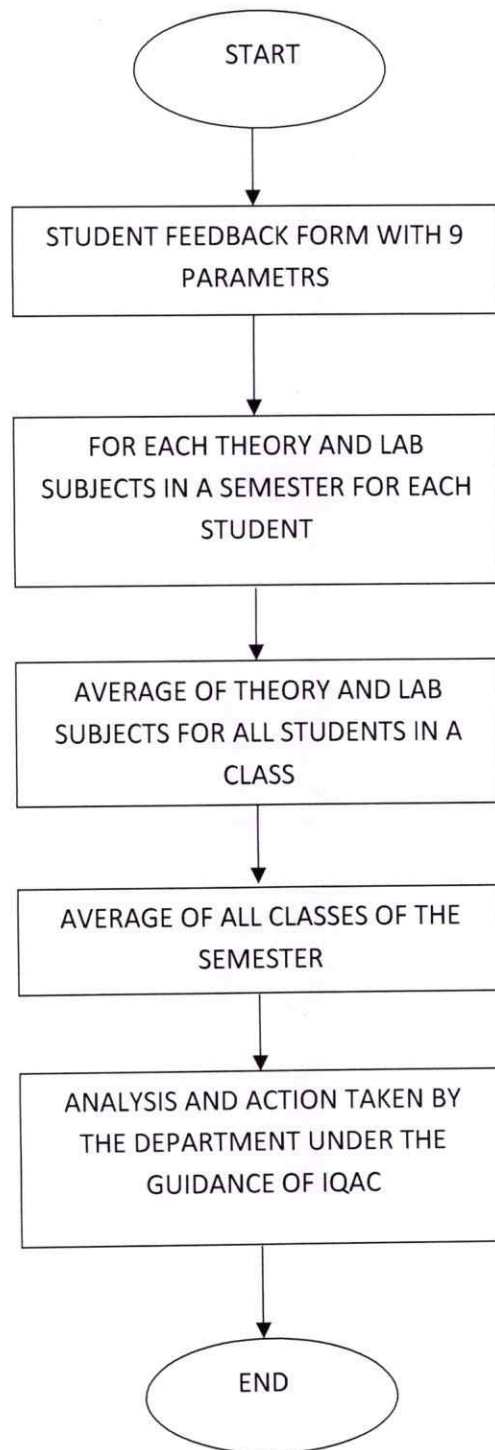 START
STUDENT FEEDBACK FORM WITH 9
PARAMETRS
FOR EACH THEORY AND LAB
SUBJECTS IN A SEMESTER FOR EACH
STUDENT
AVERAGE OF THEORY AND LAB
SUBJECTS FOR ALL STUDENTS IN A
CLASS
AVERAGE OF ALL CLASSES OF THE
SEMESTER
ANALYSIS AND ACTION TAKEN BY
THE DEPARTMENT UNDER THE
GUIDANCE OF IQAC
END